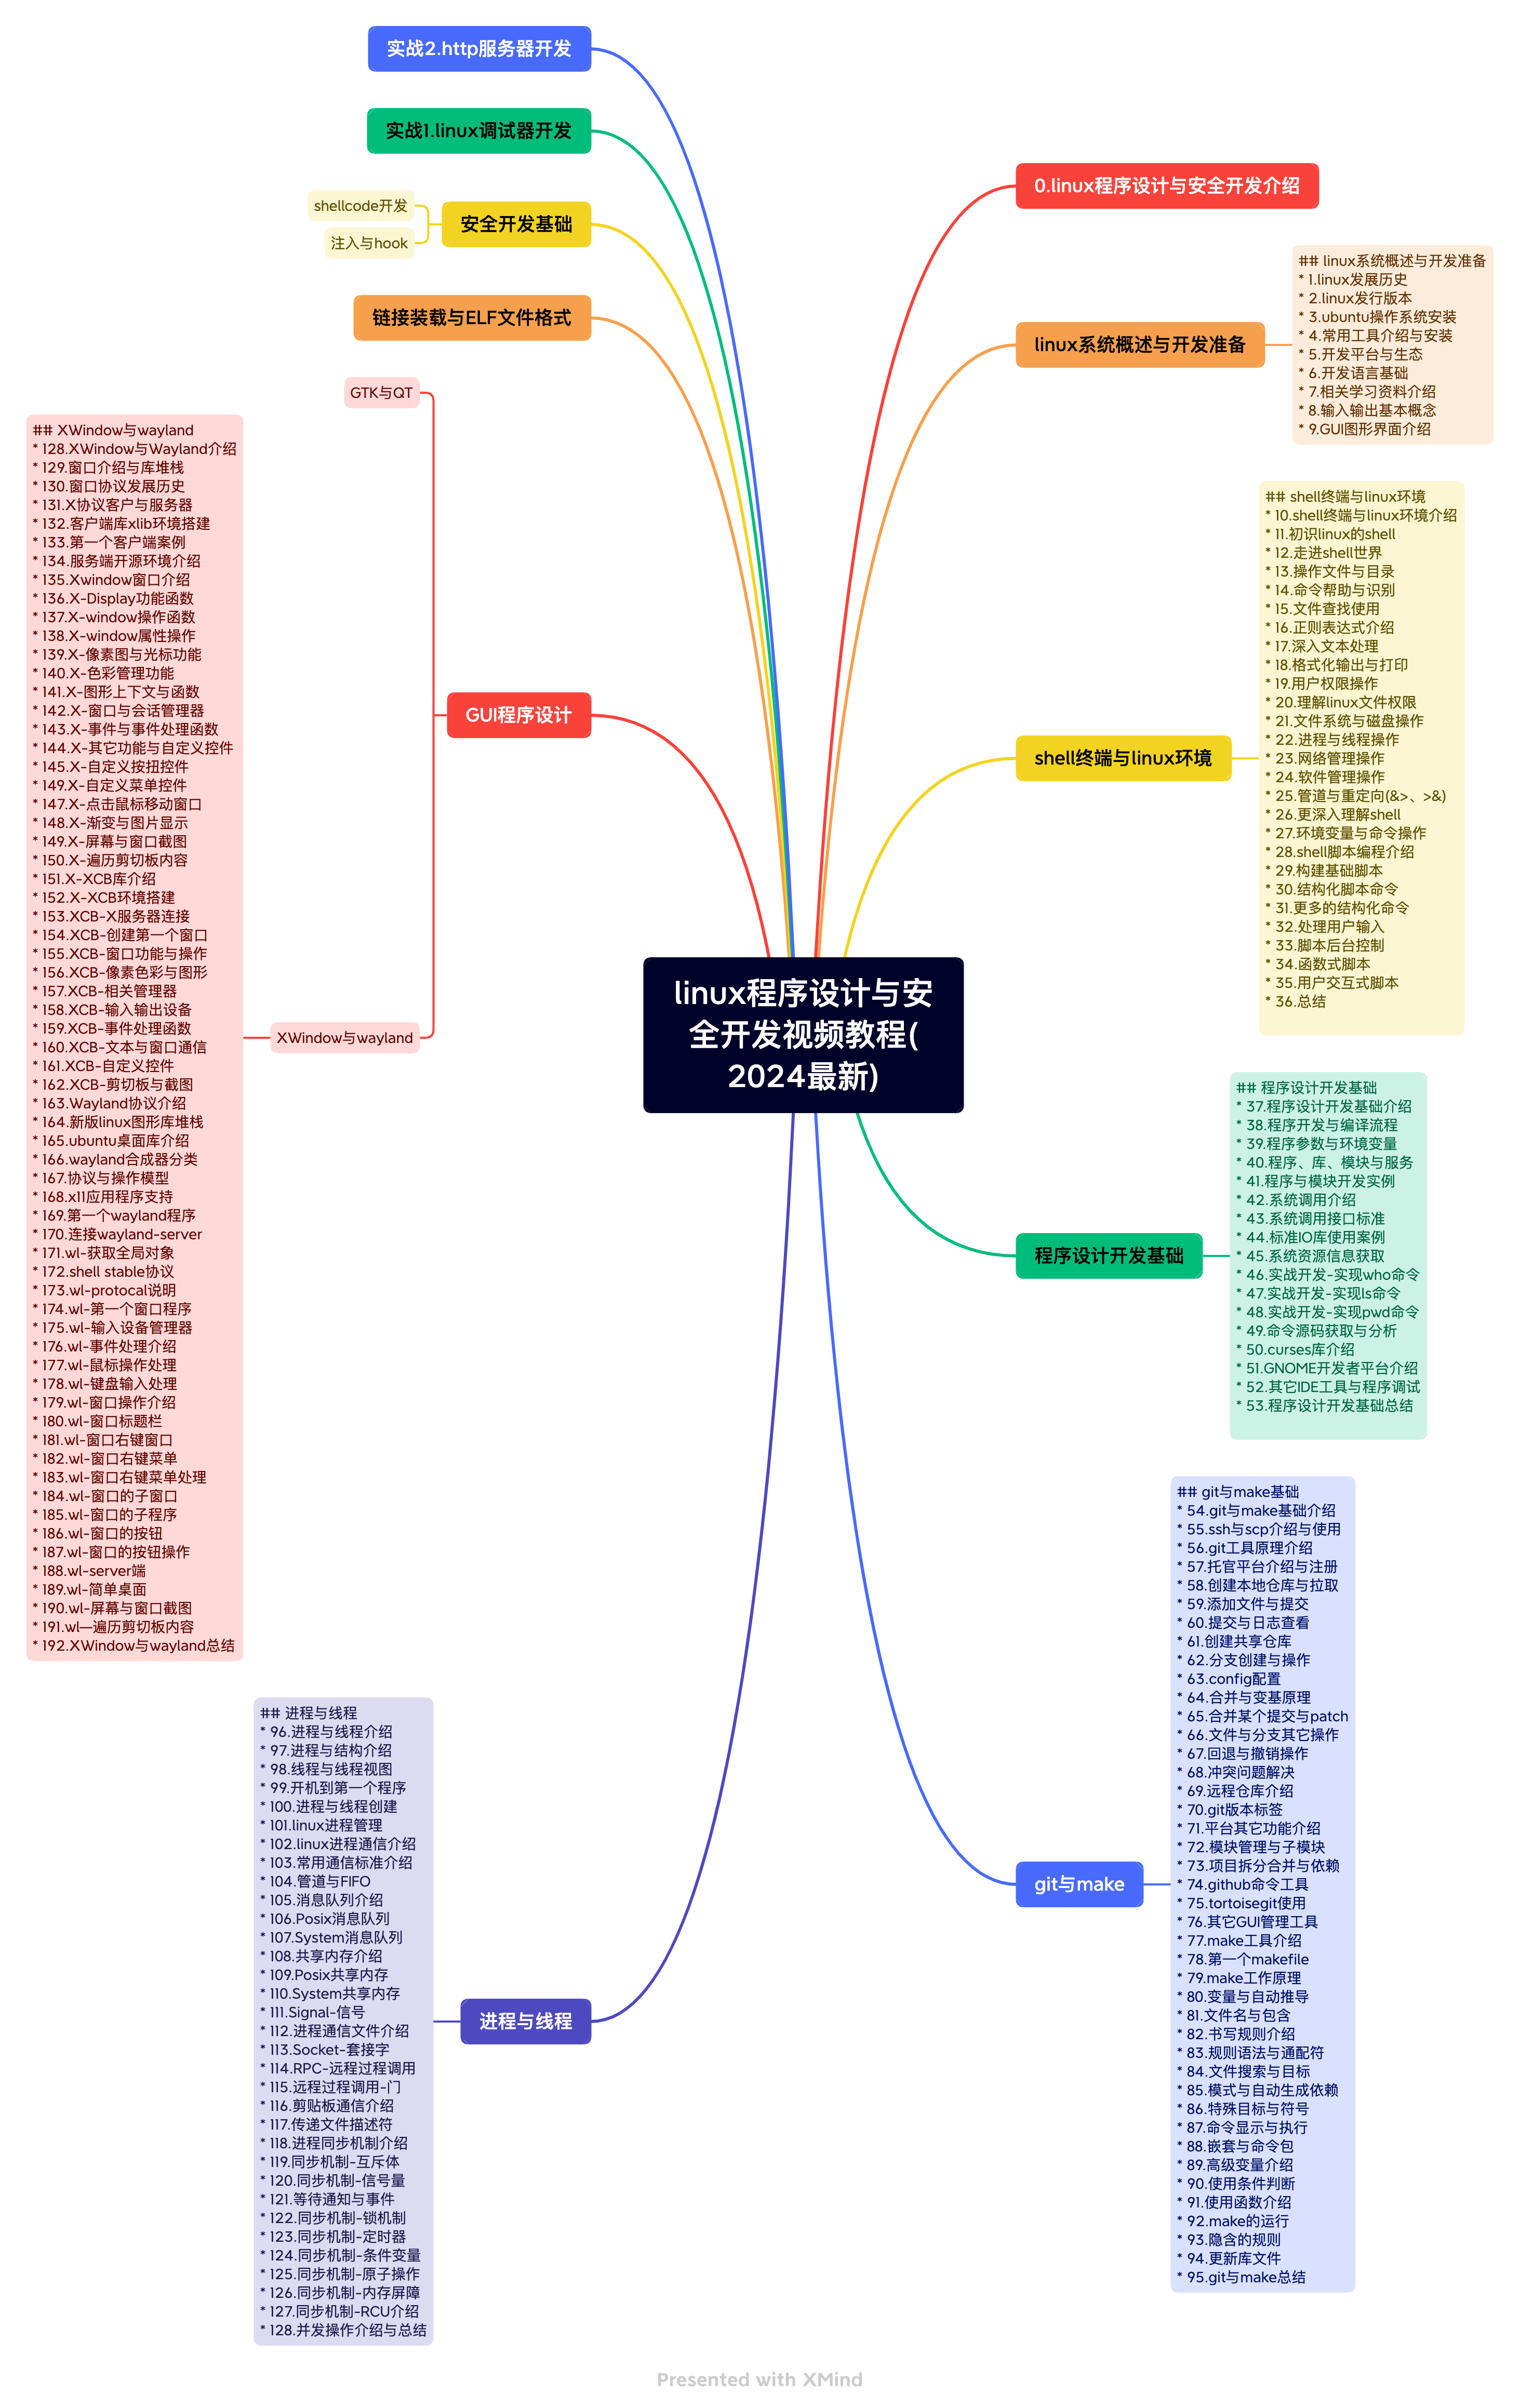 linux程序设计与安
全开发视频教程(
2024最新)
0.linux程序设计与安全开发介绍
linux系统概述与开发准备
## linux系统概述与开发准备
* 1.linux发展历史
* 2.linux发行版本
* 3.ubuntu操作系统安装
* 4.常用工具介绍与安装
* 5.开发平台与生态
* 6.开发语言基础
* 7.相关学习资料介绍
* 8.输入输出基本概念
* 9.GUI图形界面介绍
shell终端与linux环境
## shell终端与linux环境
* 10.shell终端与linux环境介绍
* 11.初识linux的shell
* 12.走进shell世界
* 13.操作文件与目录
* 14.命令帮助与识别
* 15.文件查找使用
* 16.正则表达式介绍
* 17.深入文本处理
* 18.格式化输出与打印
* 19.用户权限操作
* 20.理解linux文件权限
* 21.文件系统与磁盘操作
* 22.进程与线程操作
* 23.网络管理操作
* 24.软件管理操作
* 25.管道与重定向(&>、>&)
* 26.更深入理解shell
* 27.环境变量与命令操作
* 28.shell脚本编程介绍
* 29.构建基础脚本
* 30.结构化脚本命令
* 31.更多的结构化命令
* 32.处理用户输入
* 33.脚本后台控制
* 34.函数式脚本
* 35.用户交互式脚本
* 36.总结
程序设计开发基础
## 程序设计开发基础
* 37.程序设计开发基础介绍
* 38.程序开发与编译流程
* 39.程序参数与环境变量
* 40.程序、库、模块与服务
* 41.程序与模块开发实例
* 42.系统调用介绍
* 43.系统调用接口标准
* 44.标准IO库使用案例
* 45.系统资源信息获取
* 46.实战开发-实现who命令
* 47.实战开发-实现ls命令
* 48.实战开发-实现pwd命令
* 49.命令源码获取与分析
* 50.curses库介绍
* 51.GNOME开发者平台介绍
* 52.其它IDE工具与程序调试
* 53.程序设计开发基础总结
git与make
## git与make基础
* 54.git与make基础介绍
* 55.ssh与scp介绍与使用
* 56.git工具原理介绍
* 57.托官平台介绍与注册
* 58.创建本地仓库与拉取
* 59.添加文件与提交
* 60.提交与日志查看
* 61.创建共享仓库
* 62.分支创建与操作
* 63.config配置
* 64.合并与变基原理
* 65.合并某个提交与patch
* 66.文件与分支其它操作
* 67.回退与撤销操作
* 68.冲突问题解决
* 69.远程仓库介绍
* 70.git版本标签
* 71.平台其它功能介绍
* 72.模块管理与子模块
* 73.项目拆分合并与依赖
* 74.github命令工具
* 75.tortoisegit使用
* 76.其它GUI管理工具
* 77.make工具介绍
* 78.第一个makefile
* 79.make工作原理
* 80.变量与自动推导
* 81.文件名与包含
* 82.书写规则介绍
* 83.规则语法与通配符
* 84.文件搜索与目标
* 85.模式与自动生成依赖
* 86.特殊目标与符号
* 87.命令显示与执行
* 88.嵌套与命令包
* 89.高级变量介绍
* 90.使用条件判断
* 91.使用函数介绍
* 92.make的运行
* 93.隐含的规则
* 94.更新库文件
* 95.git与make总结
实战2.http服务器开发
实战1.linux调试器开发
安全开发基础
shellcode开发
注入与hook
链接装载与ELF文件格式
GUI程序设计
GTK与QT
XWindow与wayland
## XWindow与wayland
* 128.XWindow与Wayland介绍
* 129.窗口介绍与库堆栈
* 130.窗口协议发展历史
* 131.X协议客户与服务器
* 132.客户端库xlib环境搭建
* 133.第一个客户端案例
* 134.服务端开源环境介绍
* 135.Xwindow窗口介绍
* 136.X-Display功能函数
* 137.X-window操作函数
* 138.X-window属性操作
* 139.X-像素图与光标功能
* 140.X-色彩管理功能
* 141.X-图形上下文与函数
* 142.X-窗口与会话管理器
* 143.X-事件与事件处理函数
* 144.X-其它功能与自定义控件
* 145.X-自定义按扭控件
* 149.X-自定义菜单控件
* 147.X-点击鼠标移动窗口
* 148.X-渐变与图片显示
* 149.X-屏幕与窗口截图
* 150.X-遍历剪切板内容
* 151.X-XCB库介绍
* 152.X-XCB环境搭建
* 153.XCB-X服务器连接
* 154.XCB-创建第一个窗口
* 155.XCB-窗口功能与操作
* 156.XCB-像素色彩与图形
* 157.XCB-相关管理器
* 158.XCB-输入输出设备
* 159.XCB-事件处理函数
* 160.XCB-文本与窗口通信
* 161.XCB-自定义控件
* 162.XCB-剪切板与截图
* 163.Wayland协议介绍
* 164.新版linux图形库堆栈
* 165.ubuntu桌面库介绍
* 166.wayland合成器分类
* 167.协议与操作模型
* 168.x11应用程序支持
* 169.第一个wayland程序
* 170.连接wayland-server
* 171.wl-获取全局对象
* 172.shell stable协议
* 173.wl-protocal说明
* 174.wl-第一个窗口程序
* 175.wl-输入设备管理器
* 176.wl-事件处理介绍
* 177.wl-鼠标操作处理
* 178.wl-键盘输入处理
* 179.wl-窗口操作介绍
* 180.wl-窗口标题栏
* 181.wl-窗口右键窗口
* 182.wl-窗口右键菜单
* 183.wl-窗口右键菜单处理
* 184.wl-窗口的子窗口
* 185.wl-窗口的子程序
* 186.wl-窗口的按钮
* 187.wl-窗口的按钮操作
* 188.wl-server端
* 189.wl-简单桌面
* 190.wl-屏幕与窗口截图
* 191.wl—遍历剪切板内容
* 192.XWindow与wayland总结
进程与线程
## 进程与线程
* 96.进程与线程介绍
* 97.进程与结构介绍
* 98.线程与线程视图
* 99.开机到第一个程序
* 100.进程与线程创建
* 101.linux进程管理
* 102.linux进程通信介绍
* 103.常用通信标准介绍
* 104.管道与FIFO
* 105.消息队列介绍
* 106.Posix消息队列
* 107.System消息队列
* 108.共享内存介绍
* 109.Posix共享内存
* 110.System共享内存
* 111.Signal-信号
* 112.进程通信文件介绍
* 113.Socket-套接字
* 114.RPC-远程过程调用
* 115.远程过程调用-门
* 116.剪贴板通信介绍
* 117.传递文件描述符
* 118.进程同步机制介绍
* 119.同步机制-互斥体
* 120.同步机制-信号量
* 121.等待通知与事件
* 122.同步机制-锁机制
* 123.同步机制-定时器
* 124.同步机制-条件变量
* 125.同步机制-原子操作
* 126.同步机制-内存屏障
* 127.同步机制-RCU介绍
* 128.并发操作介绍与总结
Presented with XMind